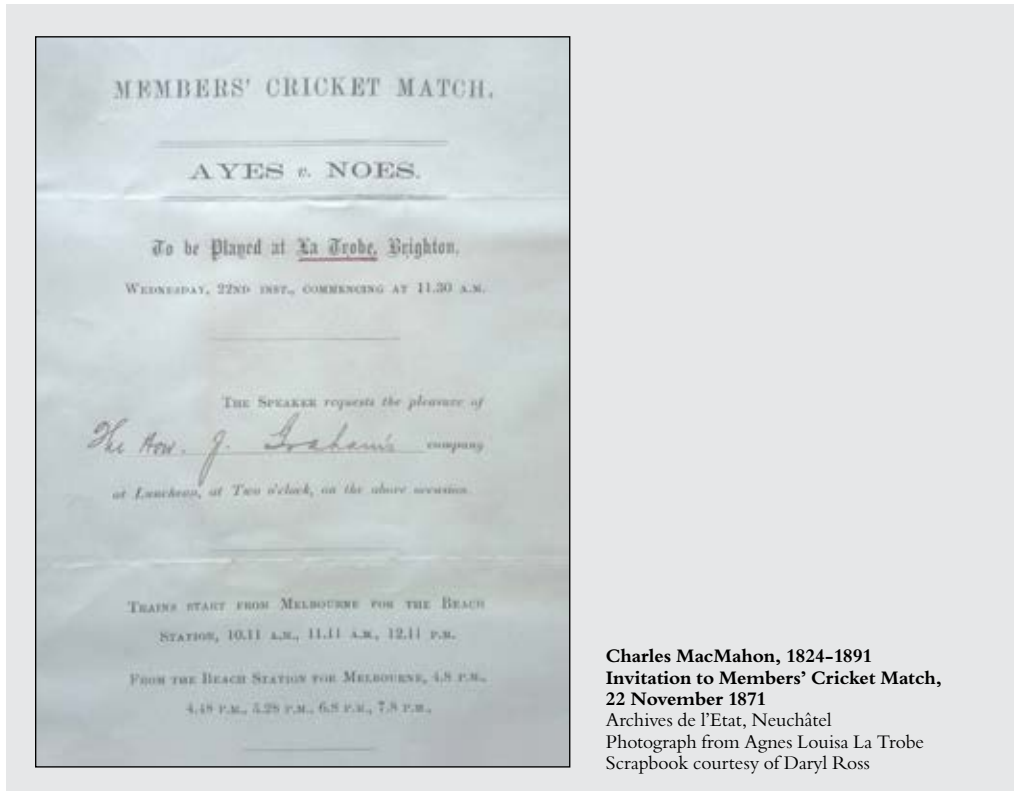 MEMBERS' CRICKET MATCH.
AYES v. NOES.
To be Played at La Trobe, Brighton,
WEDNESDAY, 22ND INST., COMMENCING AT 11.30 A.M.
THE SPEAKER requests the pleasure of
The Hon. J. Graham's company
at Luncheon, at Two o'clock, on the above occasion.
TRAINS START FROM MELBOURNE FOR THE BEACH
STATION, 10.11 A.M., 11.11 A.M., 12.11 P.M.
FROM THE BEACH STATION FOR MELBOURNE, 4.8 P.M.,
4.48 P.M., 5.28 P.M., 6.8 P.M., 7.8 P.M.,
Charles MacMahon, 1824-1891
Invitation to Members' Cricket Match,
22 November 1871
Archives de l'Etat, Neuchâtel
Photograph from Agnes Louisa La Trobe
Scrapbook courtesy of Daryl Ross